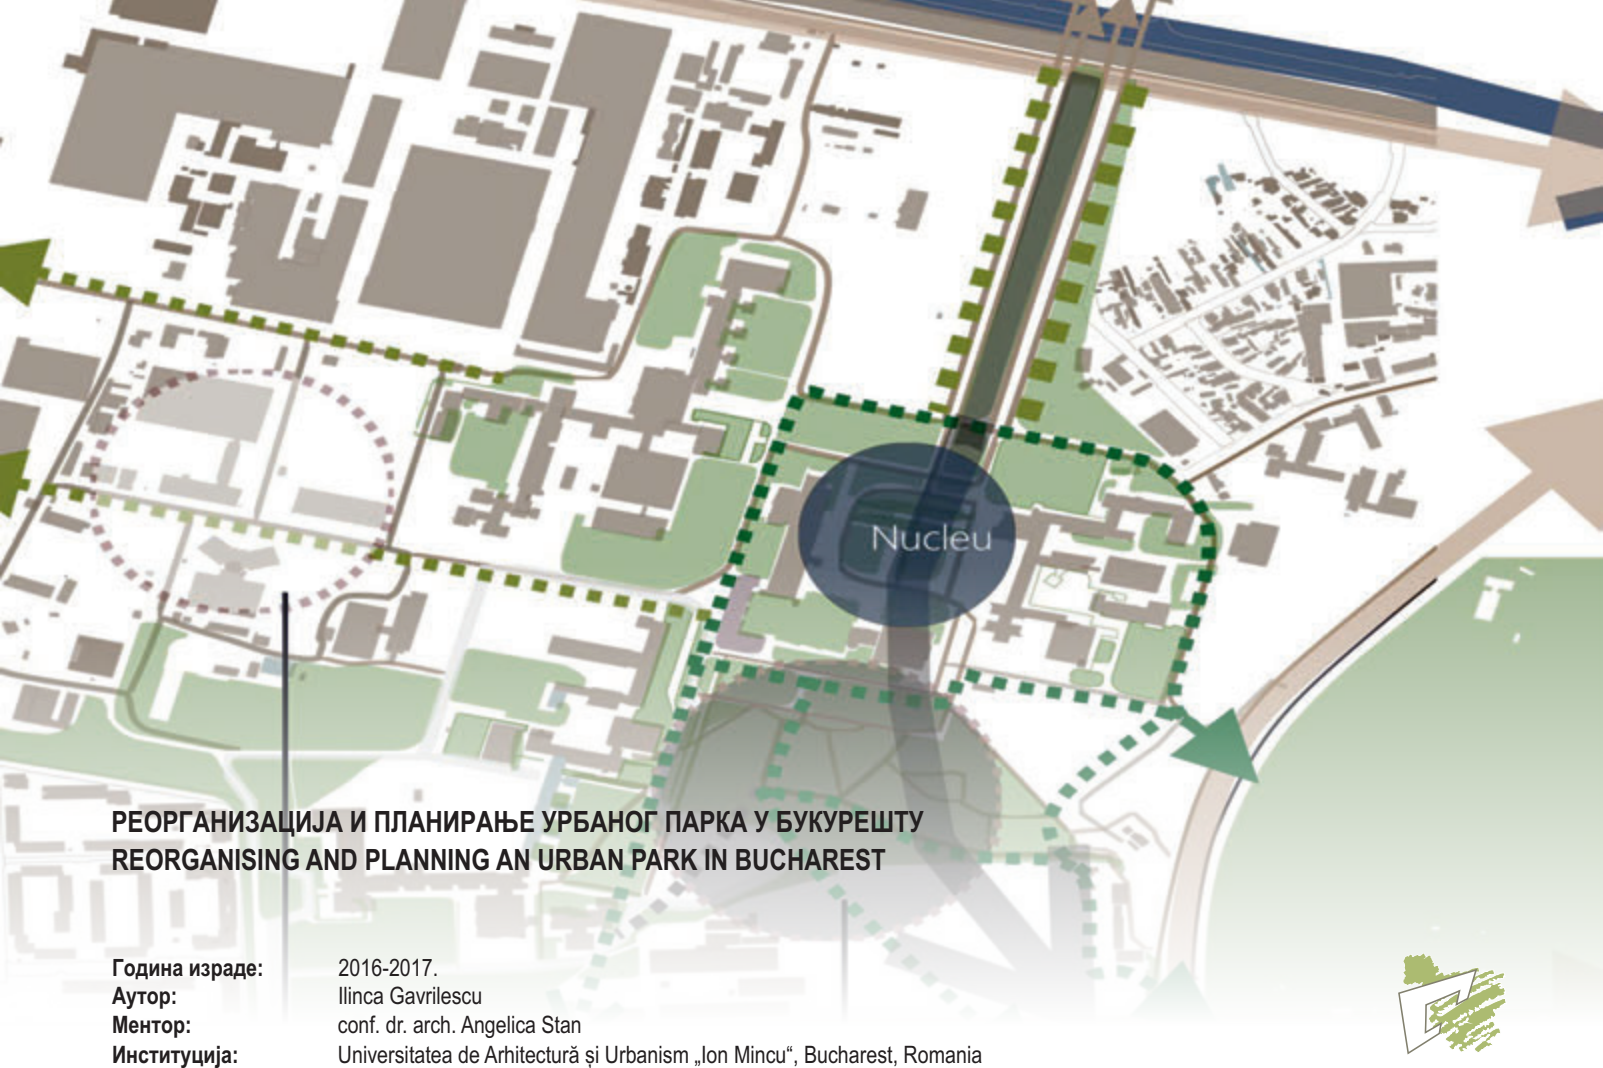 Nucleu
РЕОРГАНИЗАЦИЈА И ПЛАНИРАЊЕ УРБАНОГ ПАРКА У БУКУРЕШТУ
REORGANISING AND PLANNING AN URBAN PARK IN BUCHAREST
Година израде: 2016-2017.
Аутор: Ilinca Gavrilescu
Ментор: conf. dr. arch. Angelica Stan
Институција: Universitatea de Arhitectură și Urbanism „Ion Mincu“, Bucharest, Romania